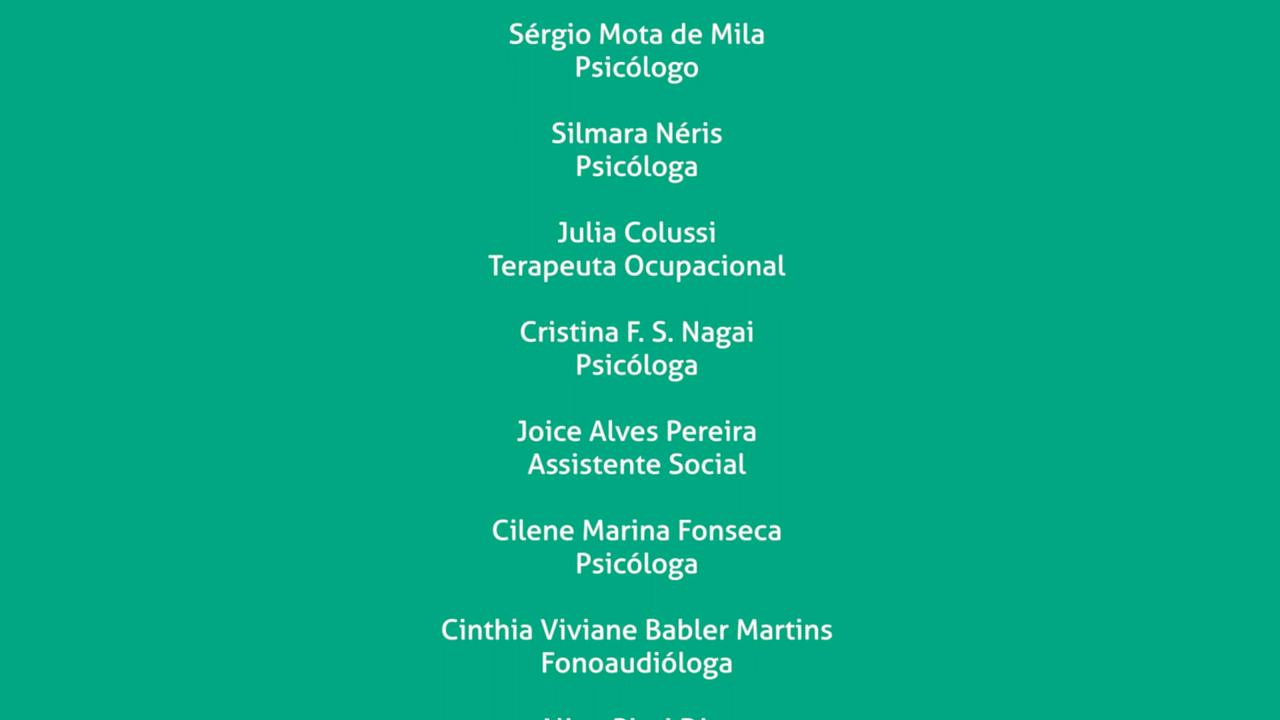 Sérgio Mota de Mila
Psicólogo
Silmara Néris
Psicóloga
Julia Colussi
Terapeuta Ocupacional
Cristina F. S. Nagai
Psicóloga
Joice Alves Pereira
Assistente Social
Cilene Marina Fonseca
Psicóloga
Cinthia Viviane Babler Martins
Fonoaudióloga